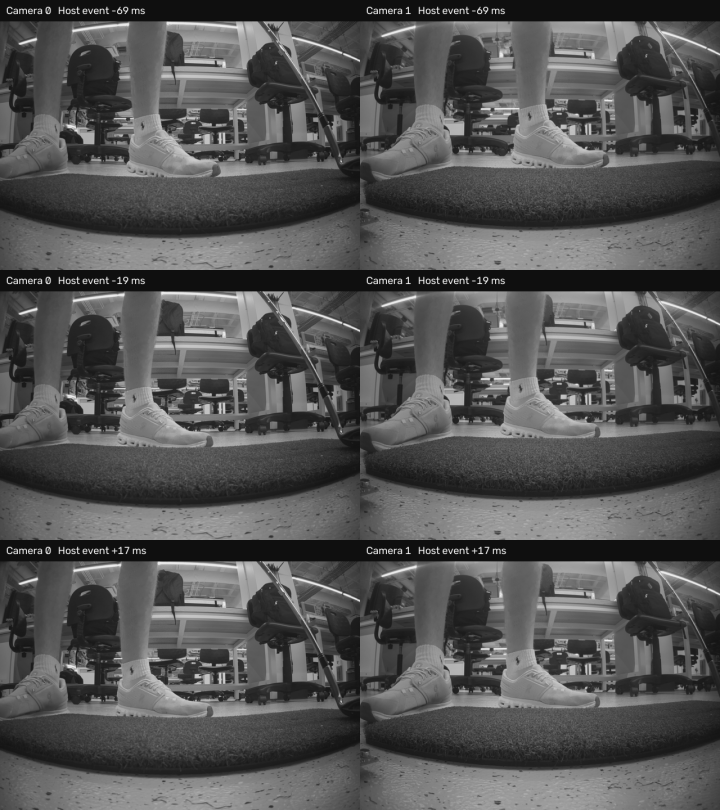 Camera 0 Host event -69 ms
Camera 1 Host event -69 ms
Camera 0 Host event -19 ms
Camera 1 Host event -19 ms
Camera 0 Host event +17 ms
Camera 1 Host event +17 ms